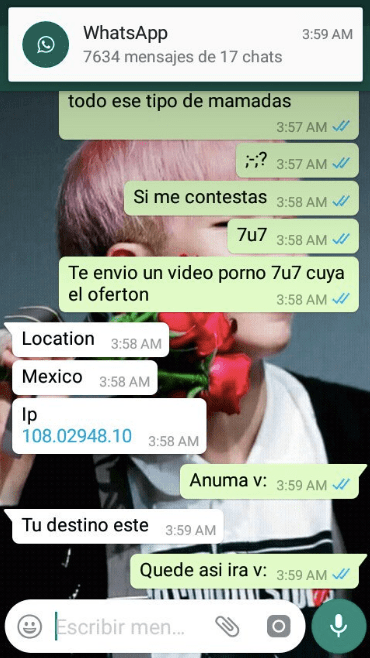 WhatsApp 3:59 AM
7634 mensajes de 17 chats
todo ese tipo de mamadas
3:57 AM
;-;? 3:57 AM
Si me contestas 3:58 AM
7u7 3:58 AM
Te envio un video porno 7u7 cuya
el oferton 3:58 AM
Location 3:58 AM
Mexico 3:58 AM
Ip
108.02948.10 3:58 AM
Anuma v: 3:59 AM
Tu destino este 3:59 AM
Quede asi ira v: 3:59 AM
Escribir men...